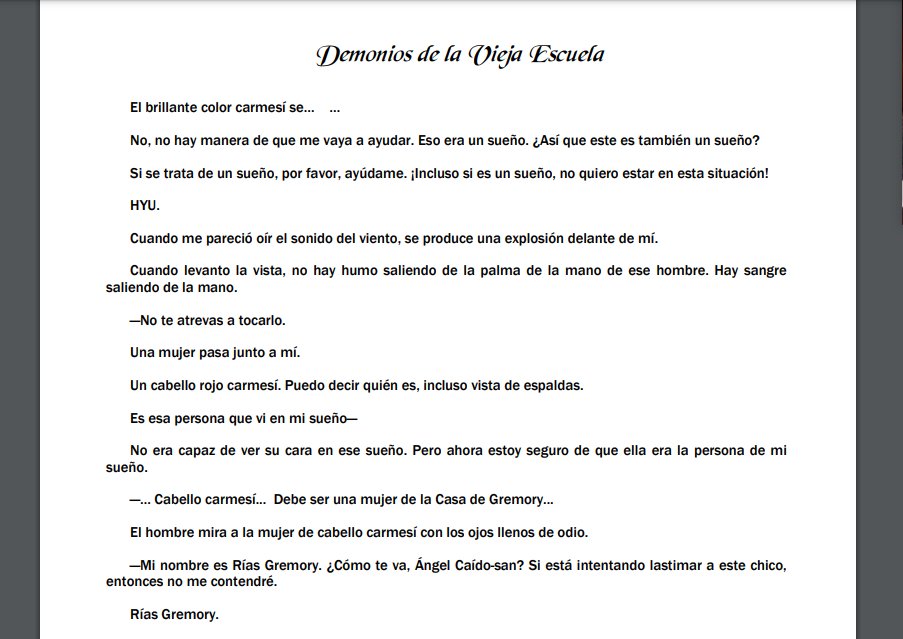 Demonios de la Vieja Escuela
El brillante color carmesí se... ...
No, no hay manera de que me vaya a ayudar. Eso era un sueño. ¿Así que este es también un sueño?
Si se trata de un sueño, por favor, ayúdame. ¡Incluso si es un sueño, no quiero estar en esta situación!
HYU.
Cuando me pareció oír el sonido del viento, se produce una explosión delante de mí.
Cuando levanto la vista, no hay humo saliendo de la palma de la mano de ese hombre. Hay sangre
saliendo de la mano.
—No te atrevas a tocarlo.
Una mujer pasa junto a mí.
Un cabello rojo carmesí. Puedo decir quién es, incluso vista de espaldas.
Es esa persona que vi en mi sueño—
No era capaz de ver su cara en ese sueño. Pero ahora estoy seguro de que ella era la persona de mi
sueño.
—... Cabello carmesí... Debe ser una mujer de la Casa de Gremory...
El hombre mira a la mujer de cabello carmesí con los ojos llenos de odio.
—Mi nombre es Rías Gremory. ¿Cómo te va, Ángel Caído-san? Si está intentando lastimar a este chico,
entonces no me contendré.
Rías Gremory.